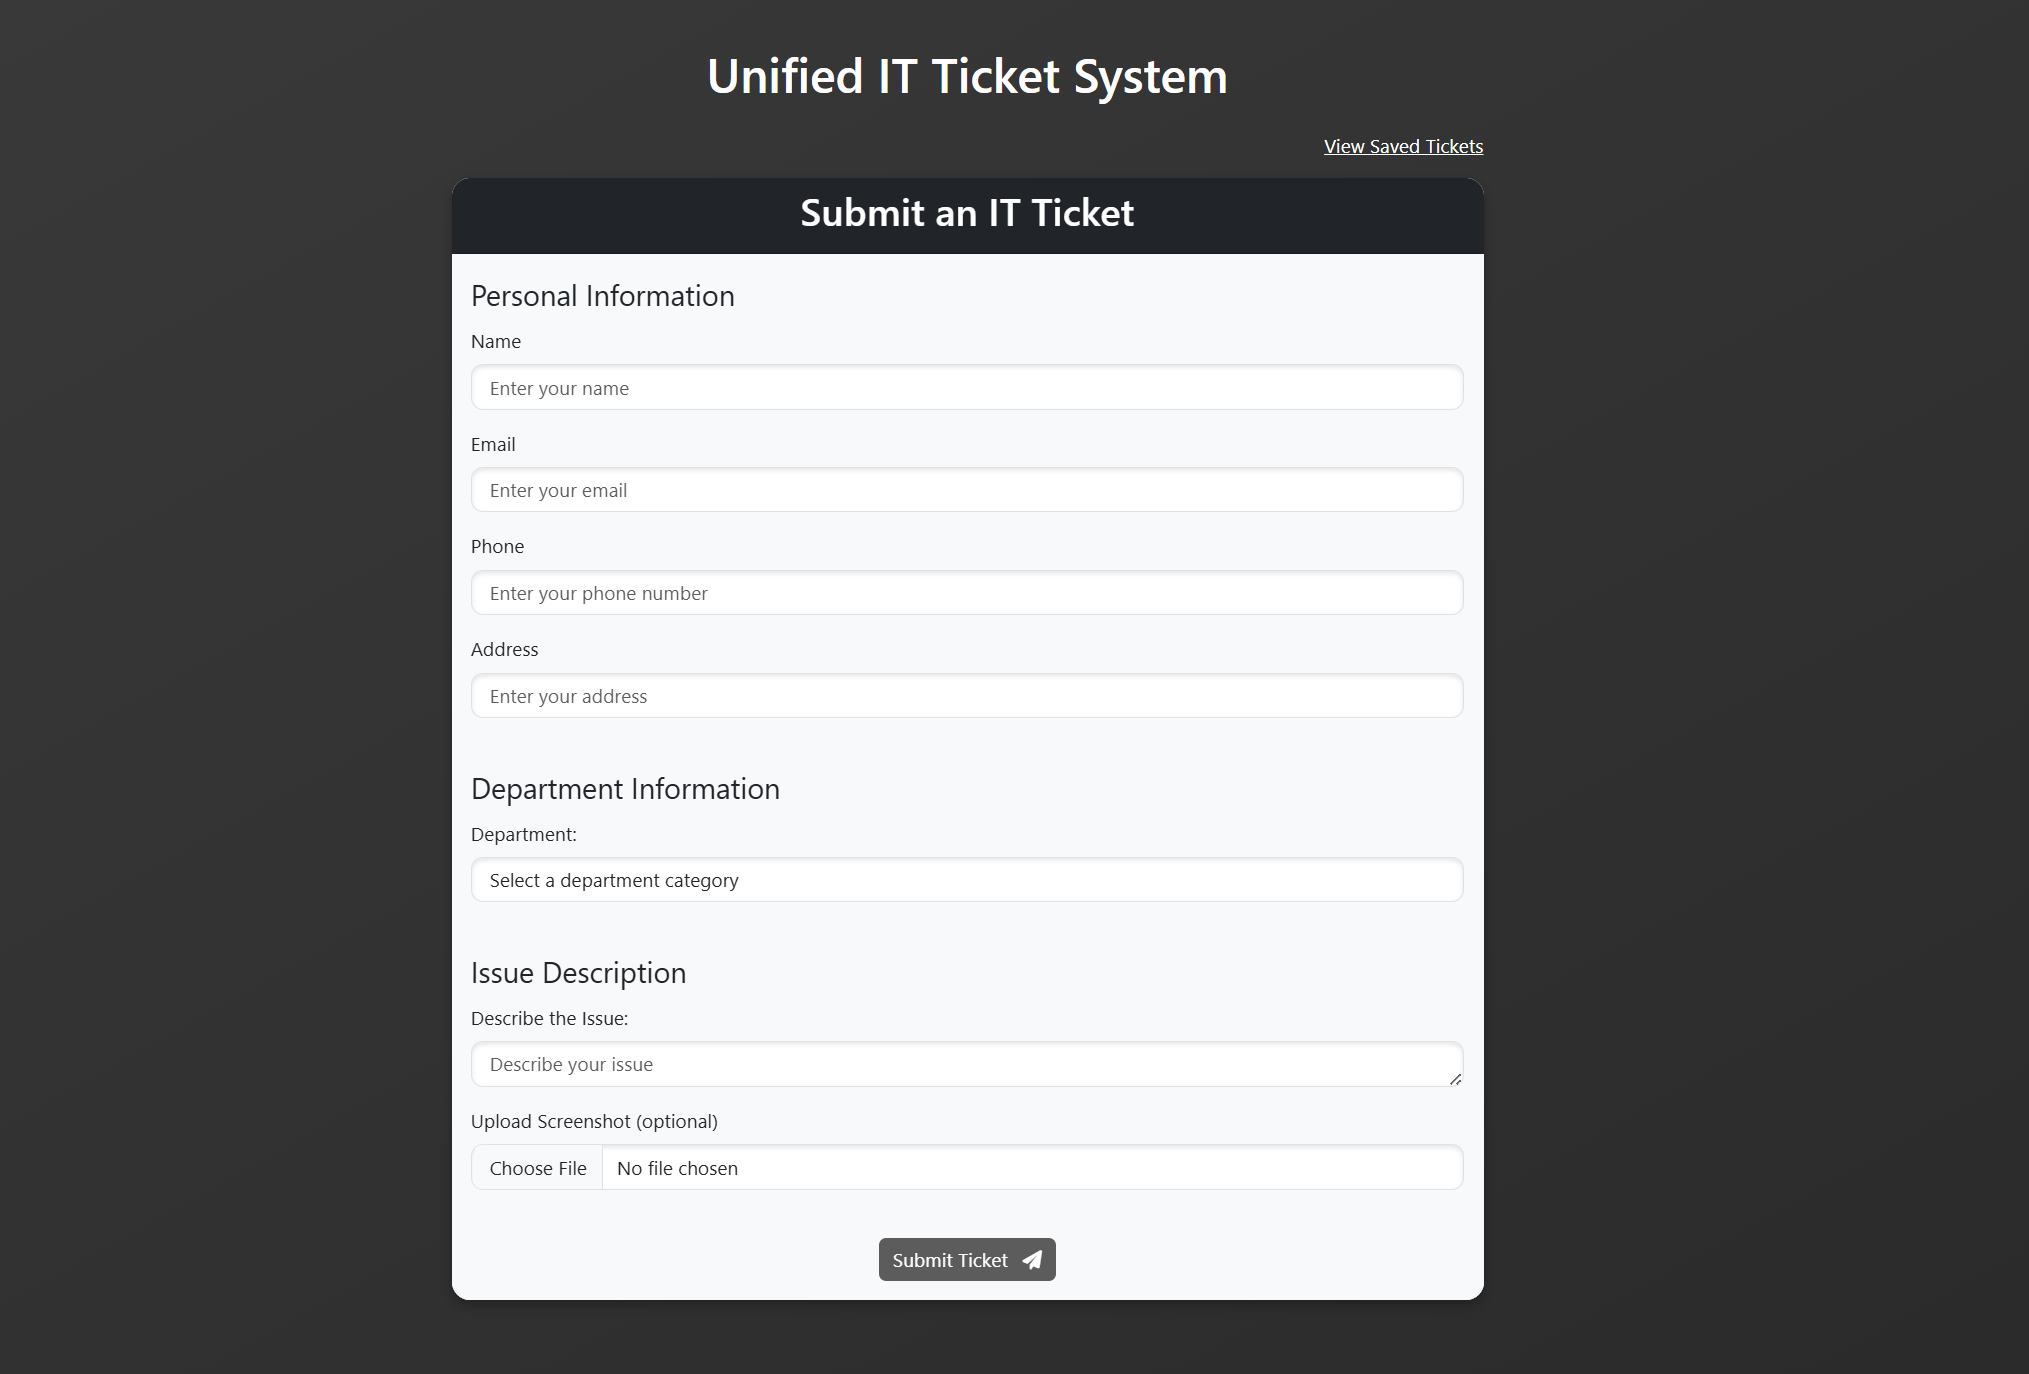 Unified IT Ticket System
View Saved Tickets
Submit an IT Ticket
Personal Information
Name
Enter your name
Email
Enter your email
Phone
Enter your phone number
Address
Enter your address
Department Information
Department:
Select a department category
Issue Description
Describe the Issue:
Describe your issue
Upload Screenshot (optional)
Choose File No file chosen
Submit Ticket